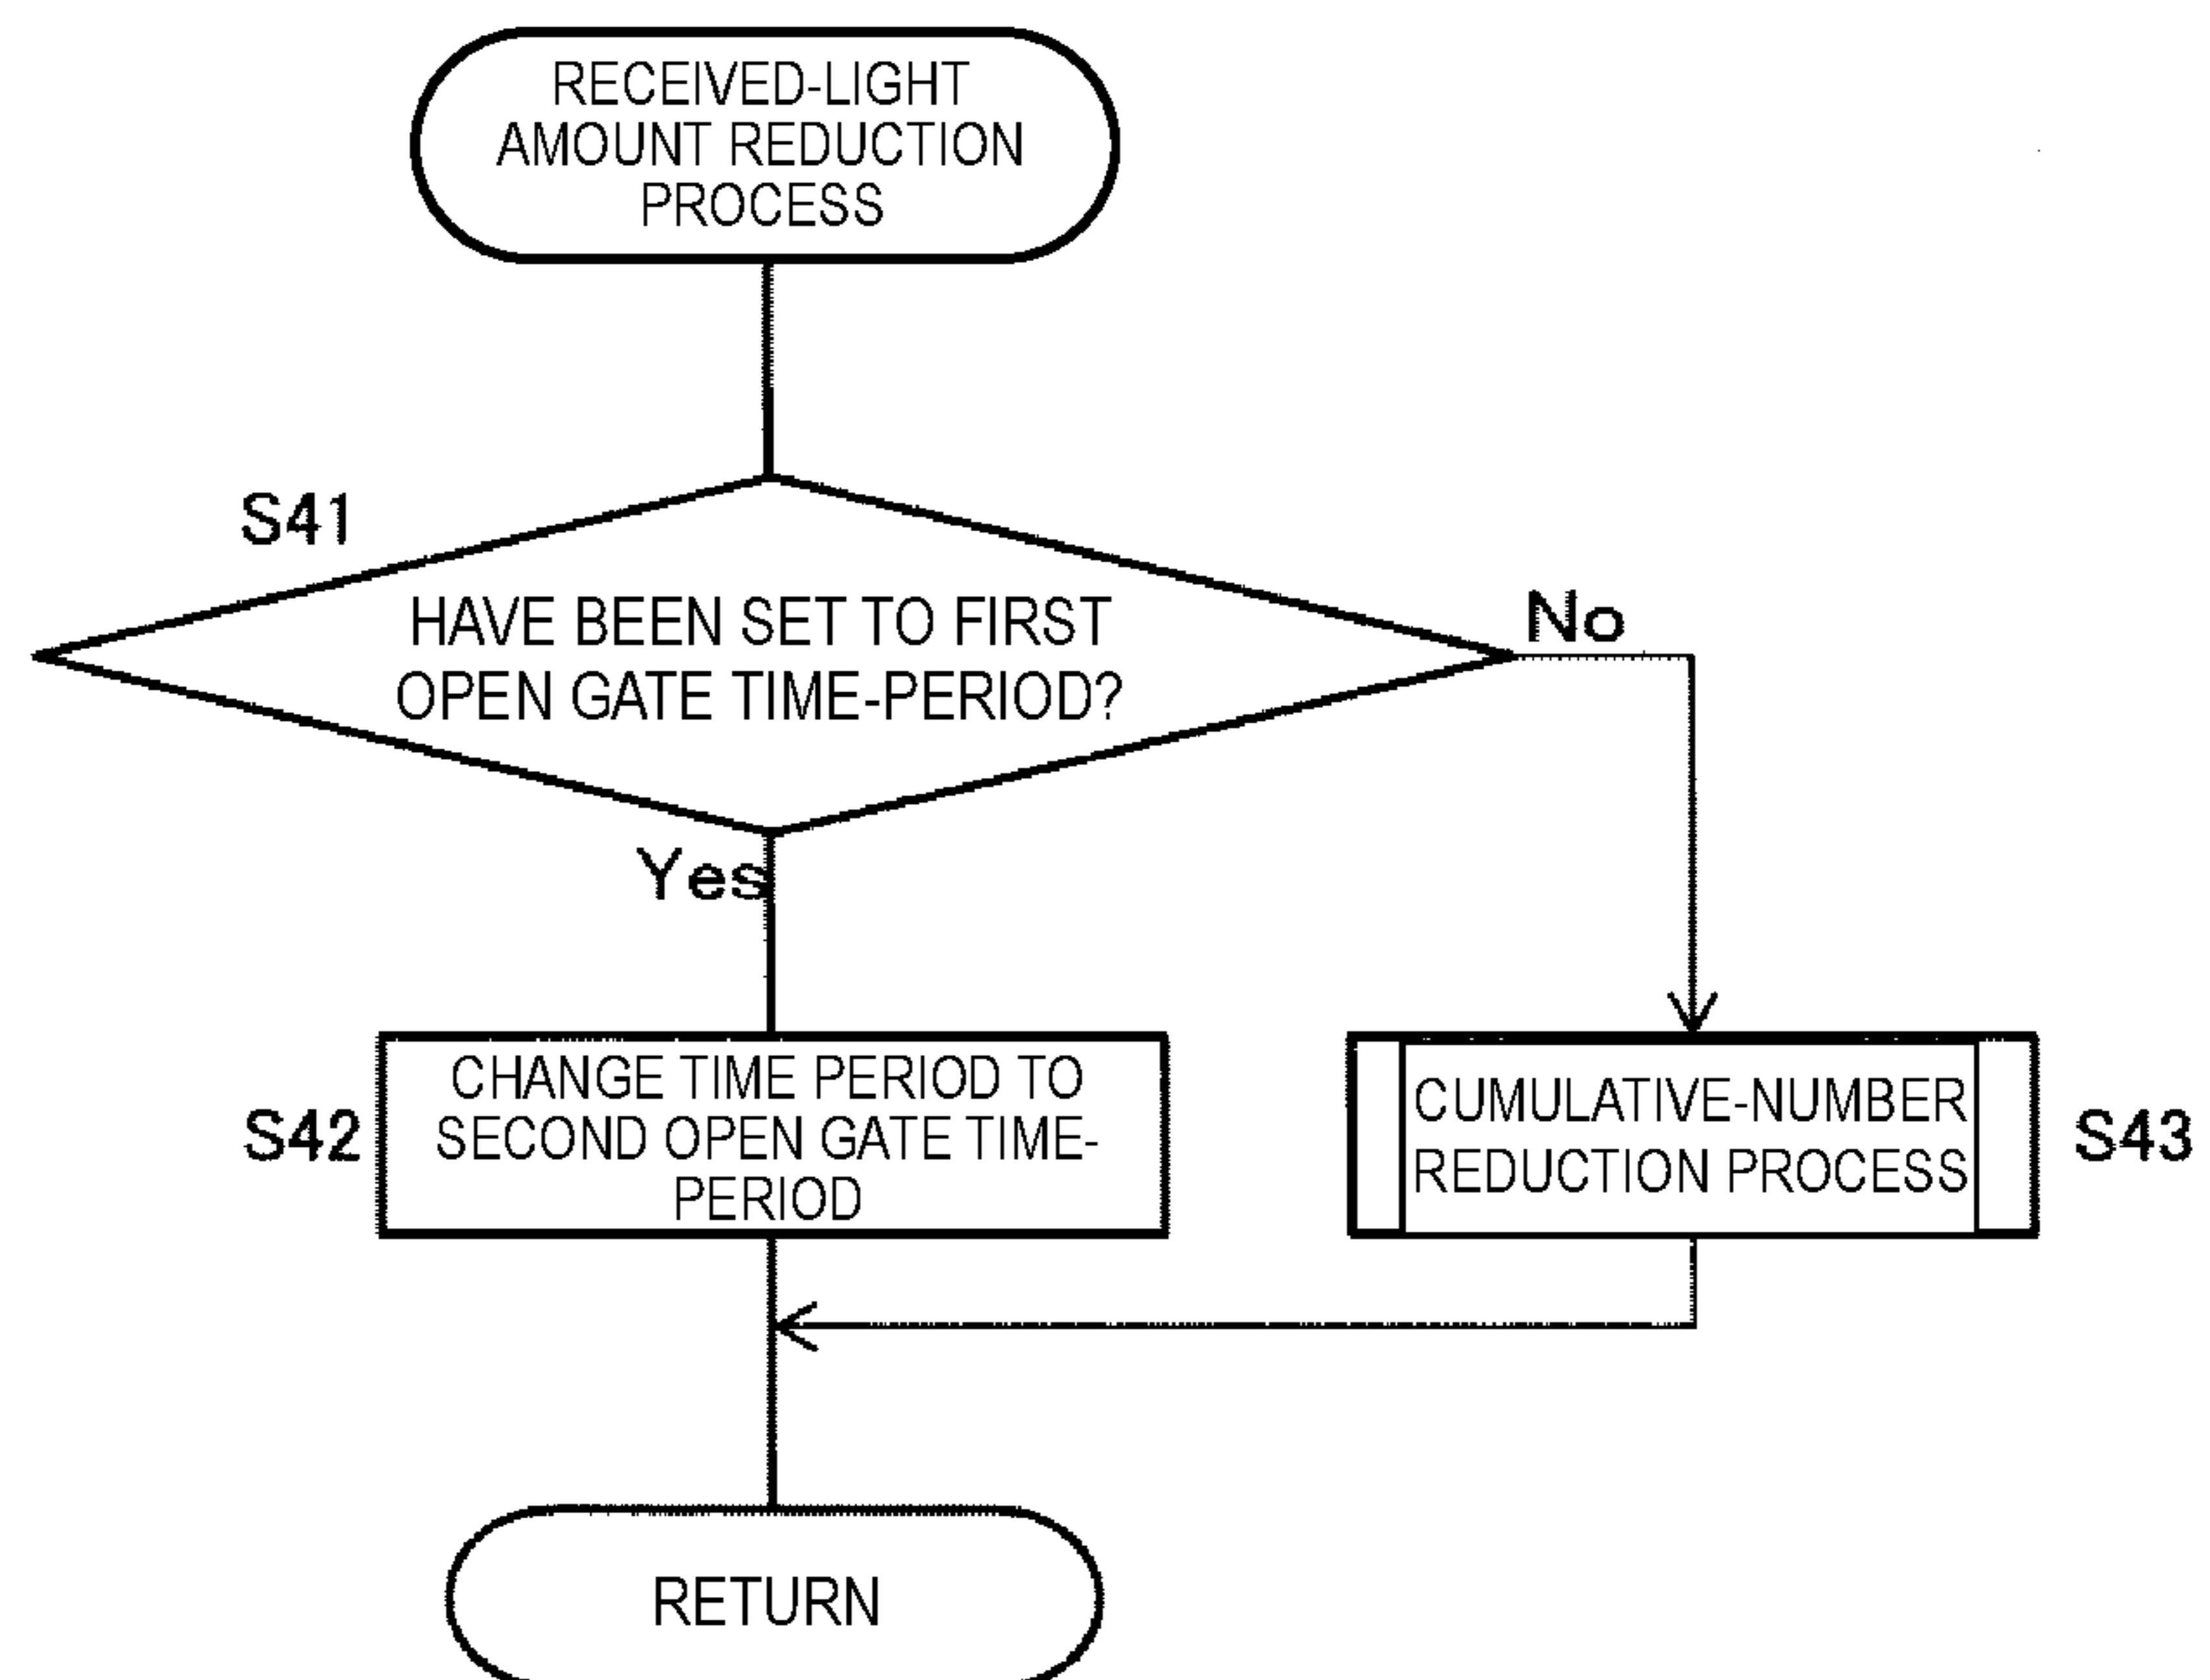 RECEIVED-LIGHT
AMOUNT REDUCTION
PROCESS
S41
HAVE BEEN SET TO FIRST
OPEN GATE TIME-PERIOD?
No
Yes
S42
CHANGE TIME PERIOD TO
SECOND OPEN GATE TIME-
PERIOD
CUMULATIVE-NUMBER
REDUCTION PROCESS
S43
RETURN